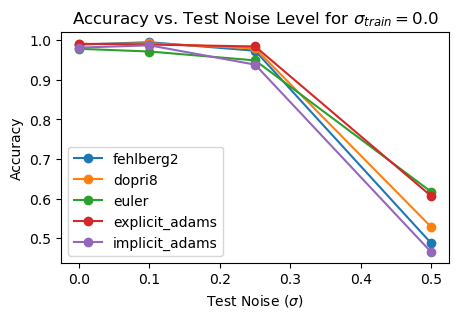 Accuracy vs. Test Noise Level for σ_train = 0.0
Accuracy
1.0
0.9
0.8
0.7
0.6
0.5
fehlberg2
dopri8
euler
explicit_adams
implicit_adams
0.0 0.1 0.2 0.3 0.4 0.5
Test Noise (σ)